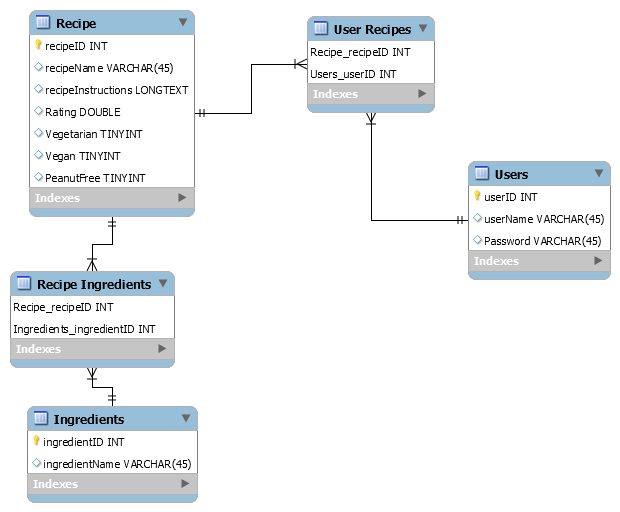 Recipe
recipeID INT
recipeName VARCHAR(45)
recipeInstructions LONGTEXT
Rating DOUBLE
Vegetarian TINYINT
Vegan TINYINT
PeanutFree TINYINT
Indexes
User Recipes
Recipe_recipeID INT
Users_userID INT
Indexes
Users
userID INT
userName VARCHAR(45)
Password VARCHAR(45)
Indexes
Recipe Ingredients
Recipe_recipeID INT
Ingredients_ingredientID INT
Indexes
Ingredients
ingredientID INT
ingredientName VARCHAR(45)
Indexes